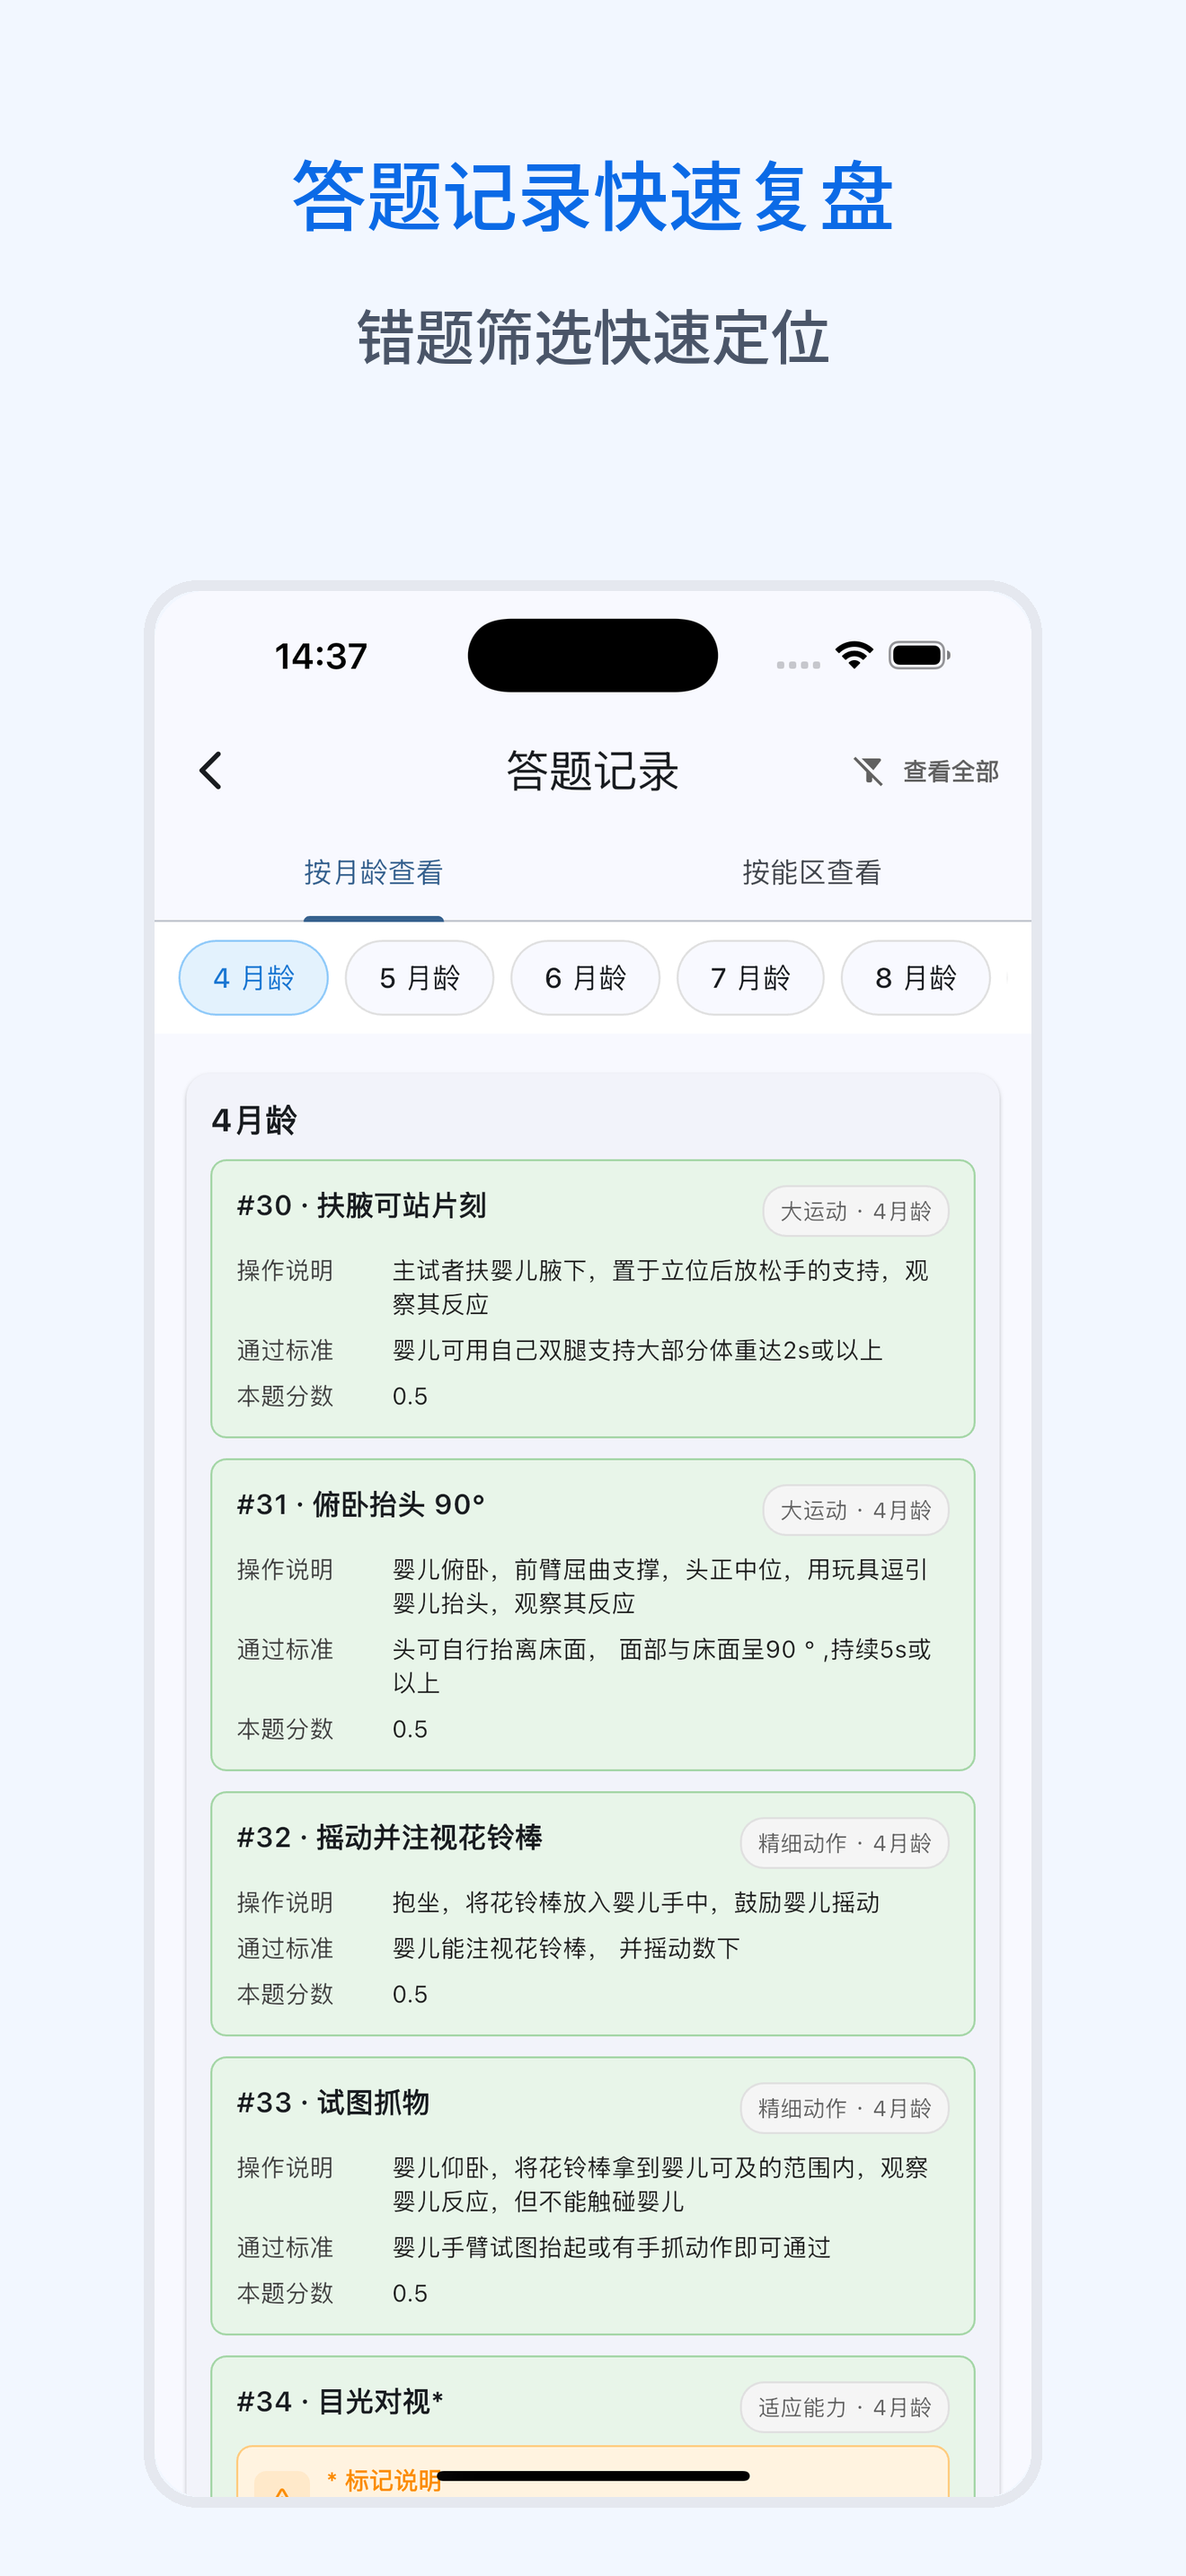 答题记录快速复盘
错题筛选快速定位
14:37
答题记录
查看全部
按月龄查看
按能区查看
4 月龄
5 月龄
6 月龄
7 月龄
8 月龄
4月龄
#30 · 扶腋可站片刻
大运动 · 4月龄
操作说明
主试者扶婴儿腋下，置于立位后放松手的支持，观
察其反应
通过标准
婴儿可用自己双腿支持大部分体重达2s或以上
本题分数
0.5
#31 · 俯卧抬头 90°
大运动 · 4月龄
操作说明
婴儿俯卧，前臂屈曲支撑，头正中位，用玩具逗引
婴儿抬头，观察其反应
通过标准
头可自行抬离床面， 面部与床面呈90 ° ,持续5s或
以上
本题分数
0.5
#32 · 摇动并注视花铃棒
精细动作 · 4月龄
操作说明
抱坐，将花铃棒放入婴儿手中，鼓励婴儿摇动
通过标准
婴儿能注视花铃棒， 并摇动数下
本题分数
0.5
#33 · 试图抓物
精细动作 · 4月龄
操作说明
婴儿仰卧，将花铃棒拿到婴儿可及的范围内，观察
婴儿反应，但不能触碰婴儿
通过标准
婴儿手臂试图抬起或有手抓动作即可通过
本题分数
0.5
#34 · 目光对视*
适应能力 · 4月龄
* 标记说明